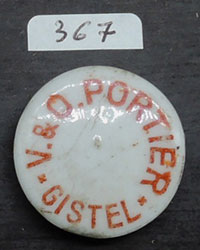 367
V. & O. PORTIER
* GISTEL *